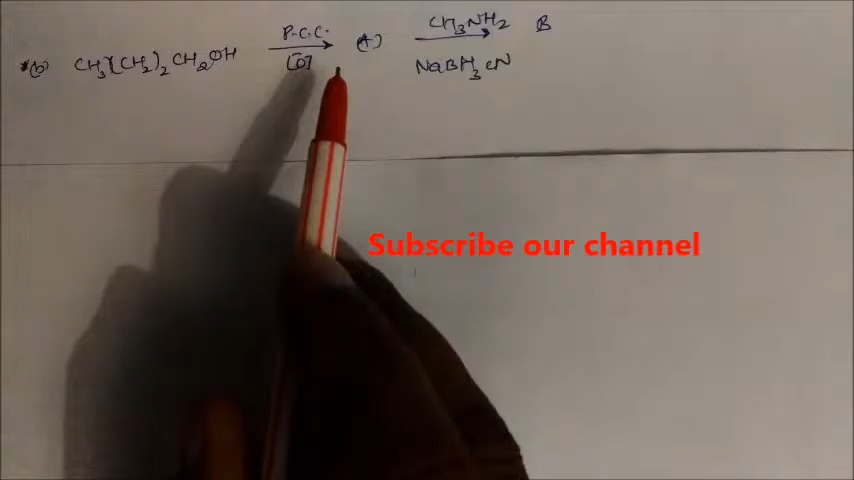 (b) CH3(CH2)2CH2OH P.C.C. [O] (A) CH3NH2 NaBH3CN B
Subscribe our channel